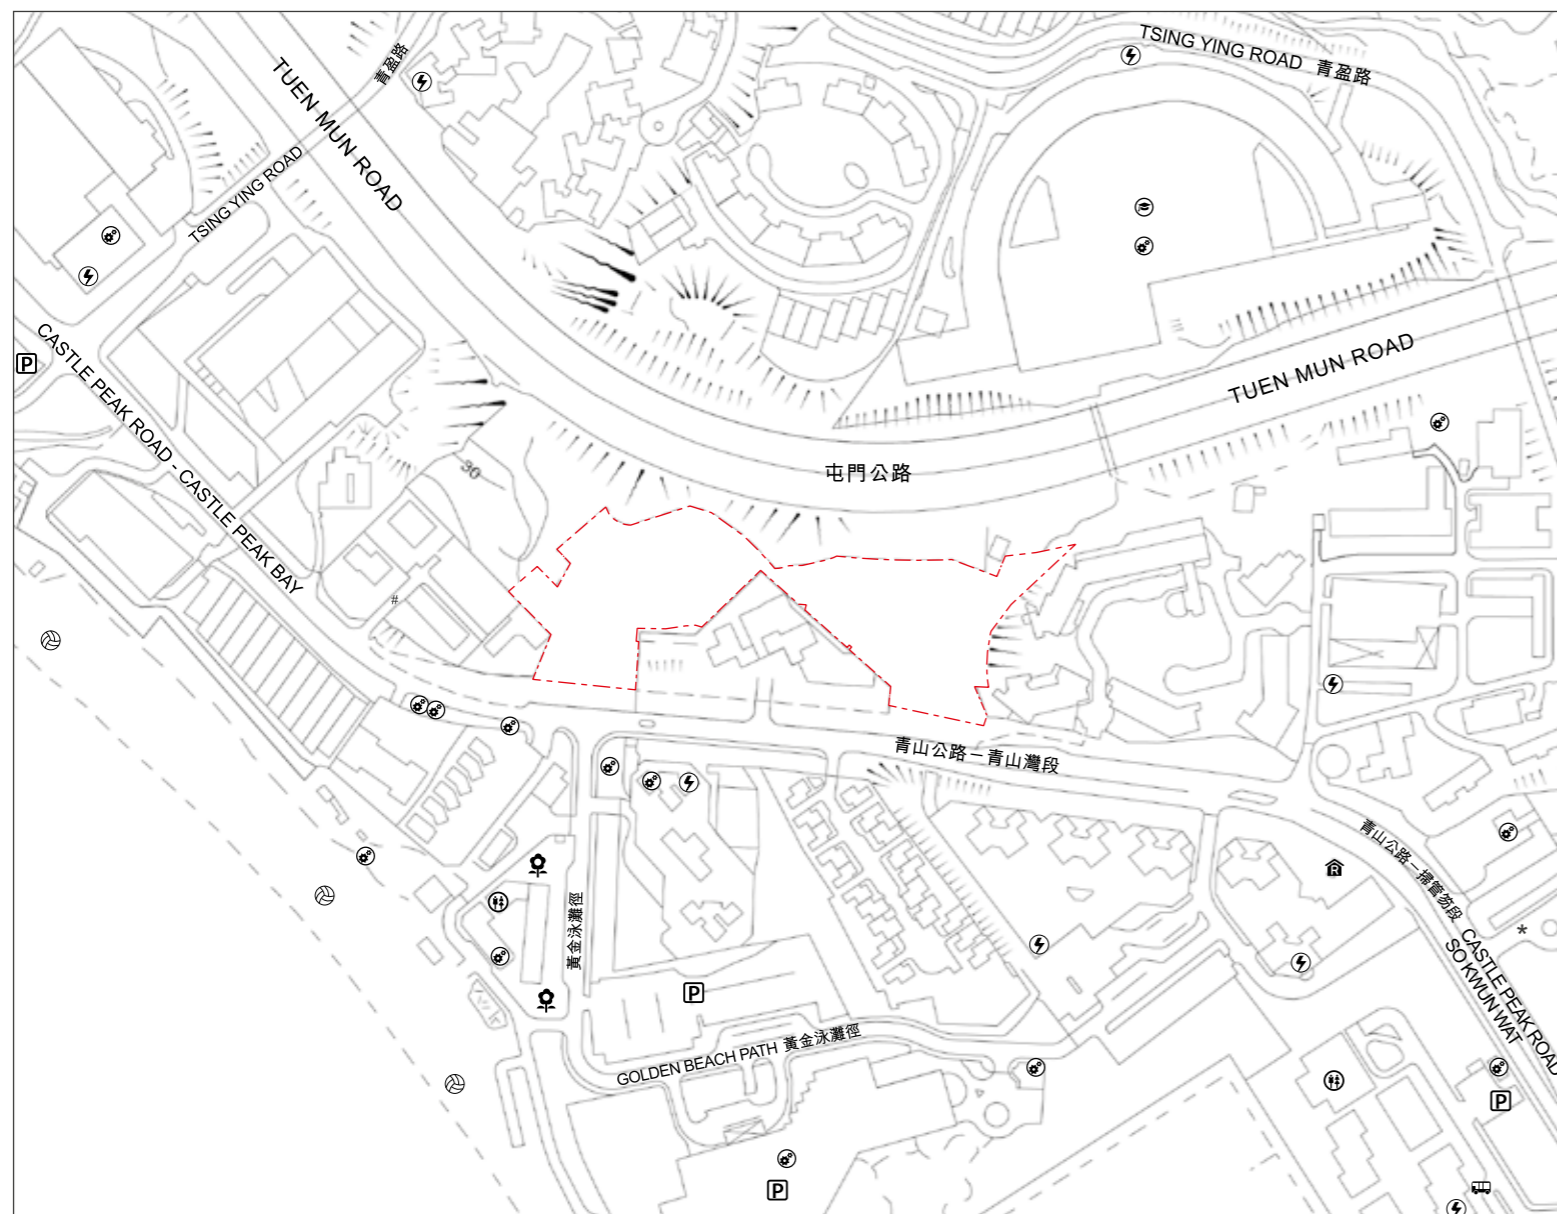 TSING YING ROAD 青盈路
青盈路
TUEN MUN ROAD
TSING YING ROAD
P
CASTLE PEAK ROAD - CASTLE PEAK BAY
TUEN MUN ROAD
屯門公路
30
#
青山公路－青山灣段
青山公路－掃管笏段
R
CASTLE PEAK ROAD
SO KWUN WAT
*
黃金泳灘徑
P
GOLDEN BEACH PATH 黃金泳灘徑
P
P